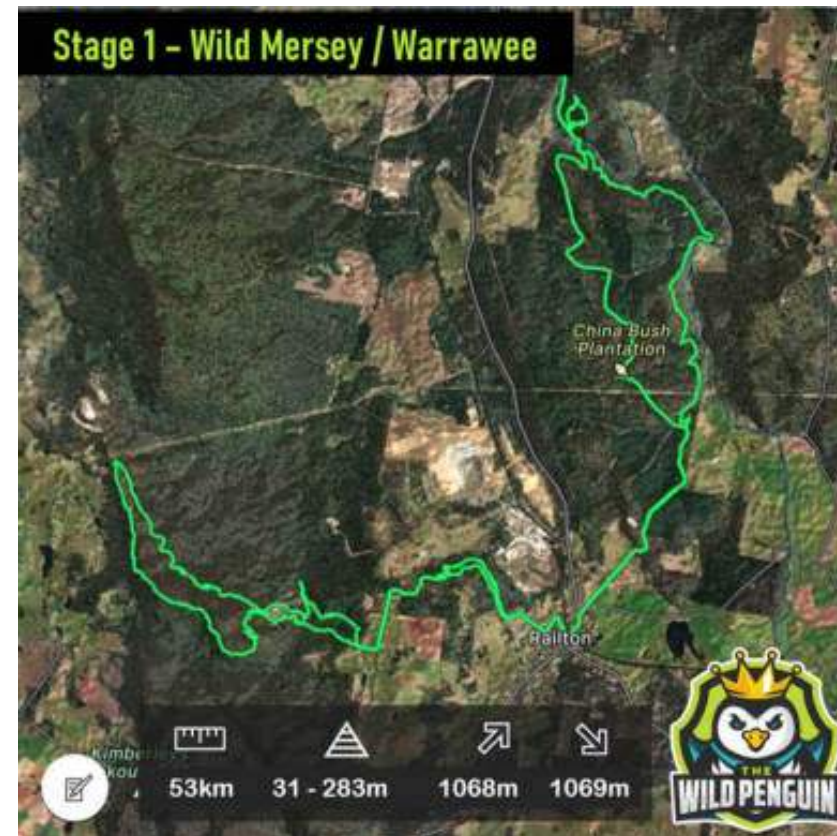 Stage 1 – Wild Mersey / Warrawee
China Bush
Plantation
Railton
53km
31 - 283m
1068m
1069m
THE
WILD PENGUIN